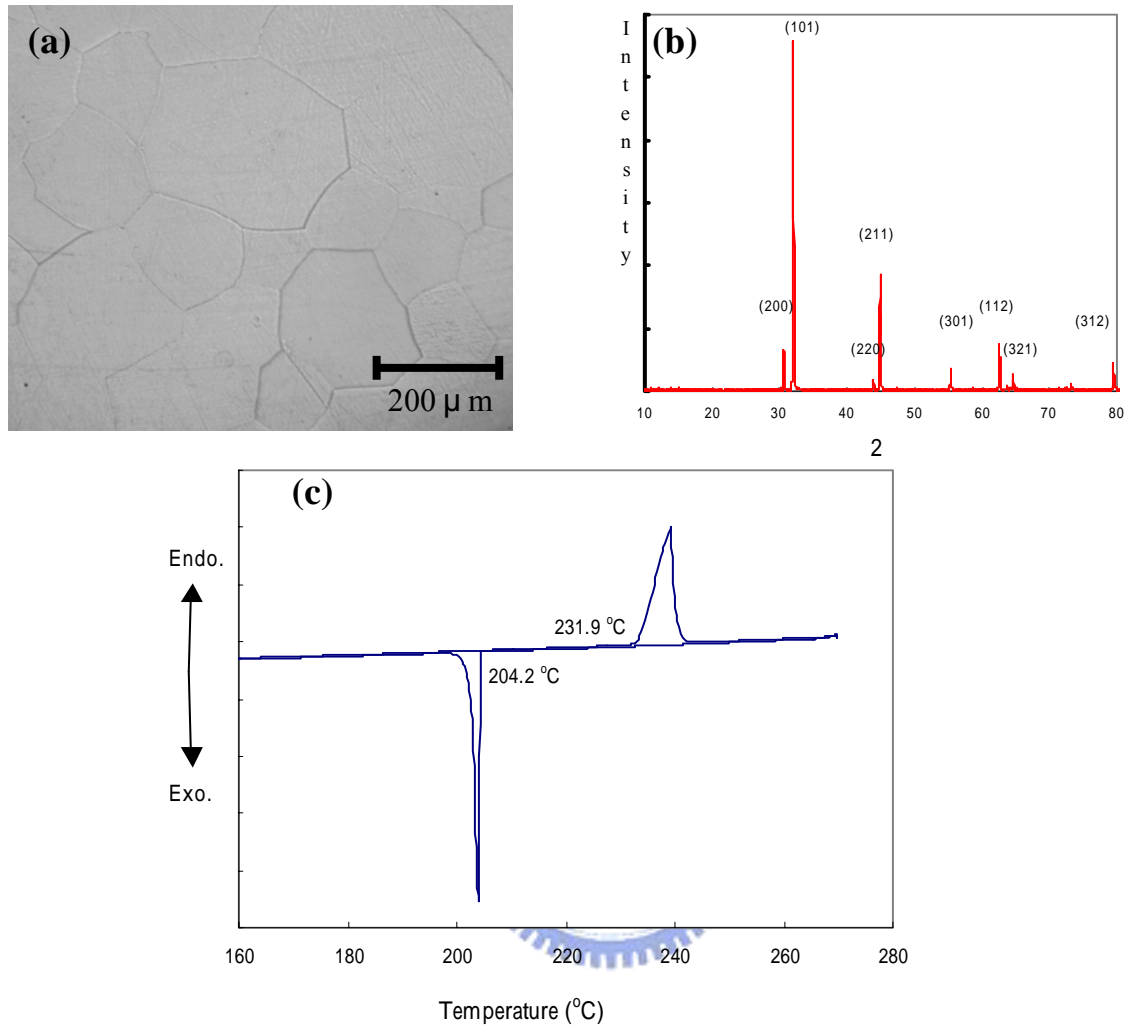 (a)
200 μ m
(b)
Intensity
(101)
(211)
(200)
(220)
(301)
(112)
(321)
(312)
10 20 30 40 50 60 70 80
2
(c)
Endo.
Exo.
231.9 °C
204.2 °C
160 200 220 240 260 280
Temperature (°C)